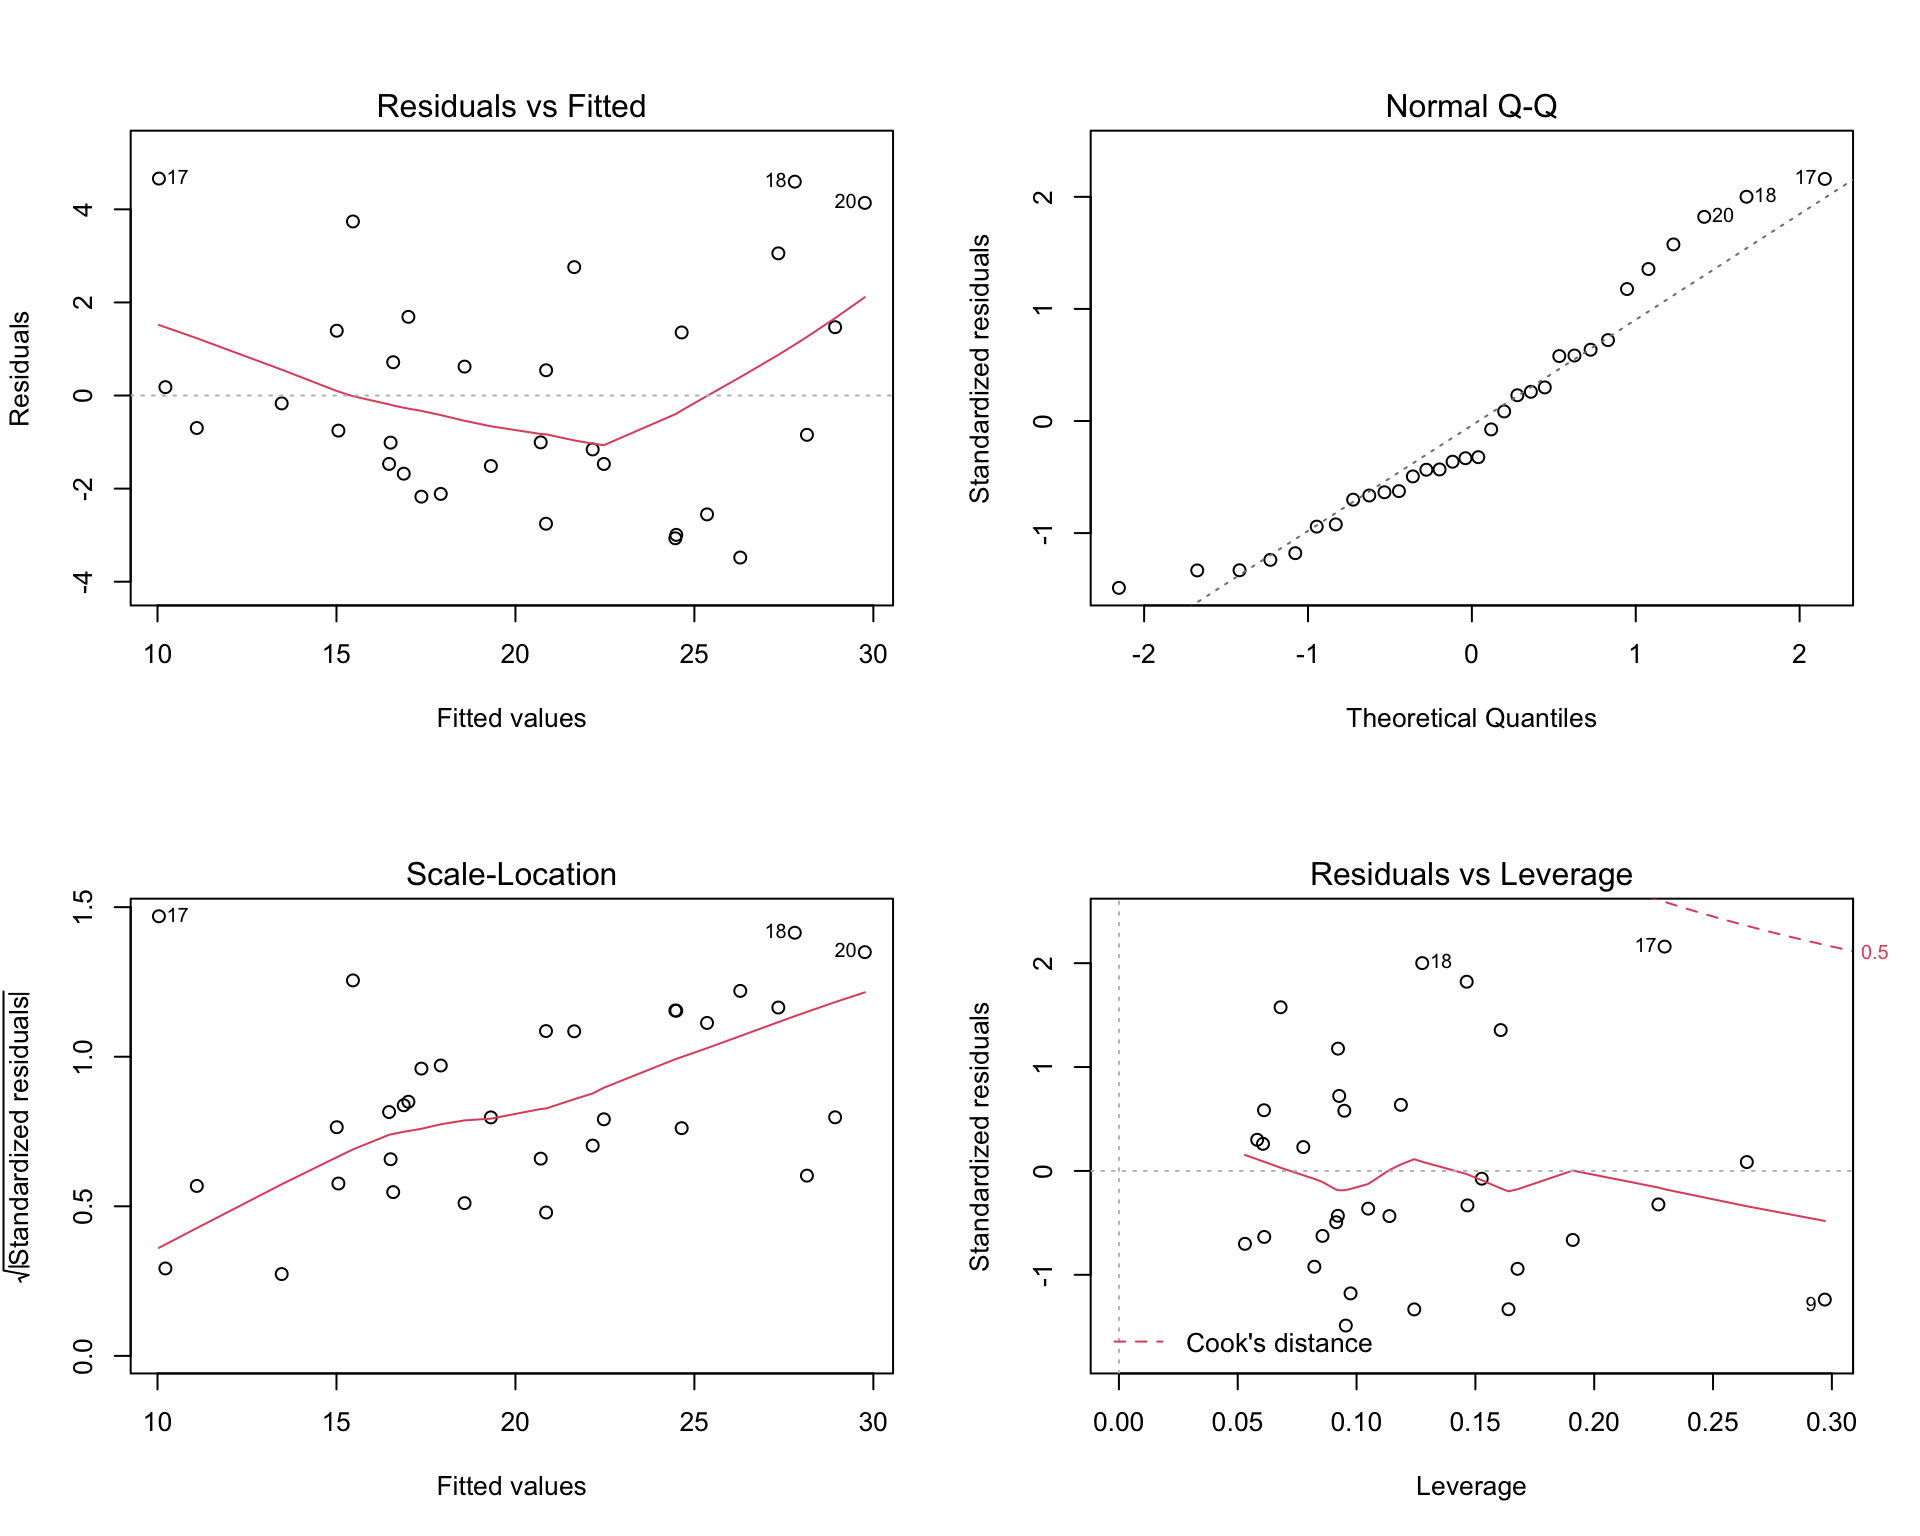 Residuals vs Fitted
Residuals
4
2
0
-2
-4
17
18
20
10 15 20 25 30
Fitted values
Normal Q-Q
Standardized residuals
2
1
0
-1
17
18
20
-2 -1 0 1 2
Theoretical Quantiles
Scale-Location
√|Standardized residuals|
1.5
1.0
0.5
0.0
17
18
20
10 15 20 25 30
Fitted values
Residuals vs Leverage
Standardized residuals
2
1
0
-1
17
18
0.5
9
Cook's distance
0.00 0.05 0.10 0.15 0.20 0.25 0.30
Leverage